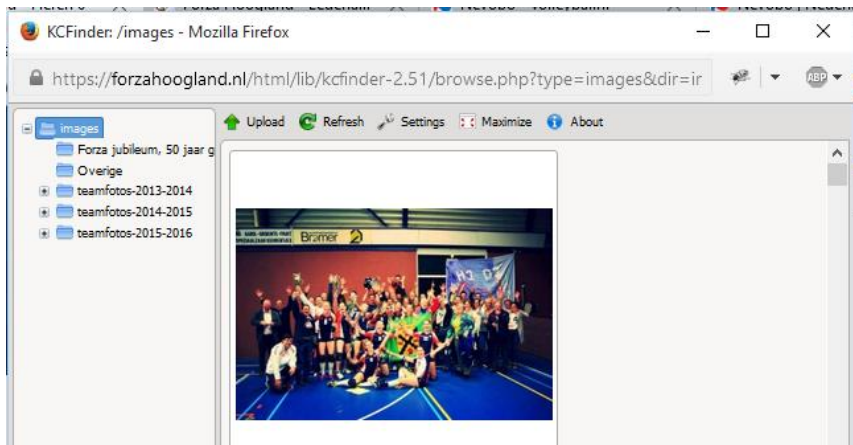 KCFinder: /images - Mozilla Firefox
https://forzahoogland.nl/html/lib/kcfinder-2.51/browse.php?type=images&dir=ir
ABP
images
Forza jubileum, 50 jaar g
Overige
teamfotos-2013-2014
teamfotos-2014-2015
teamfotos-2015-2016
Upload Refresh Settings Maximize About
Bramer